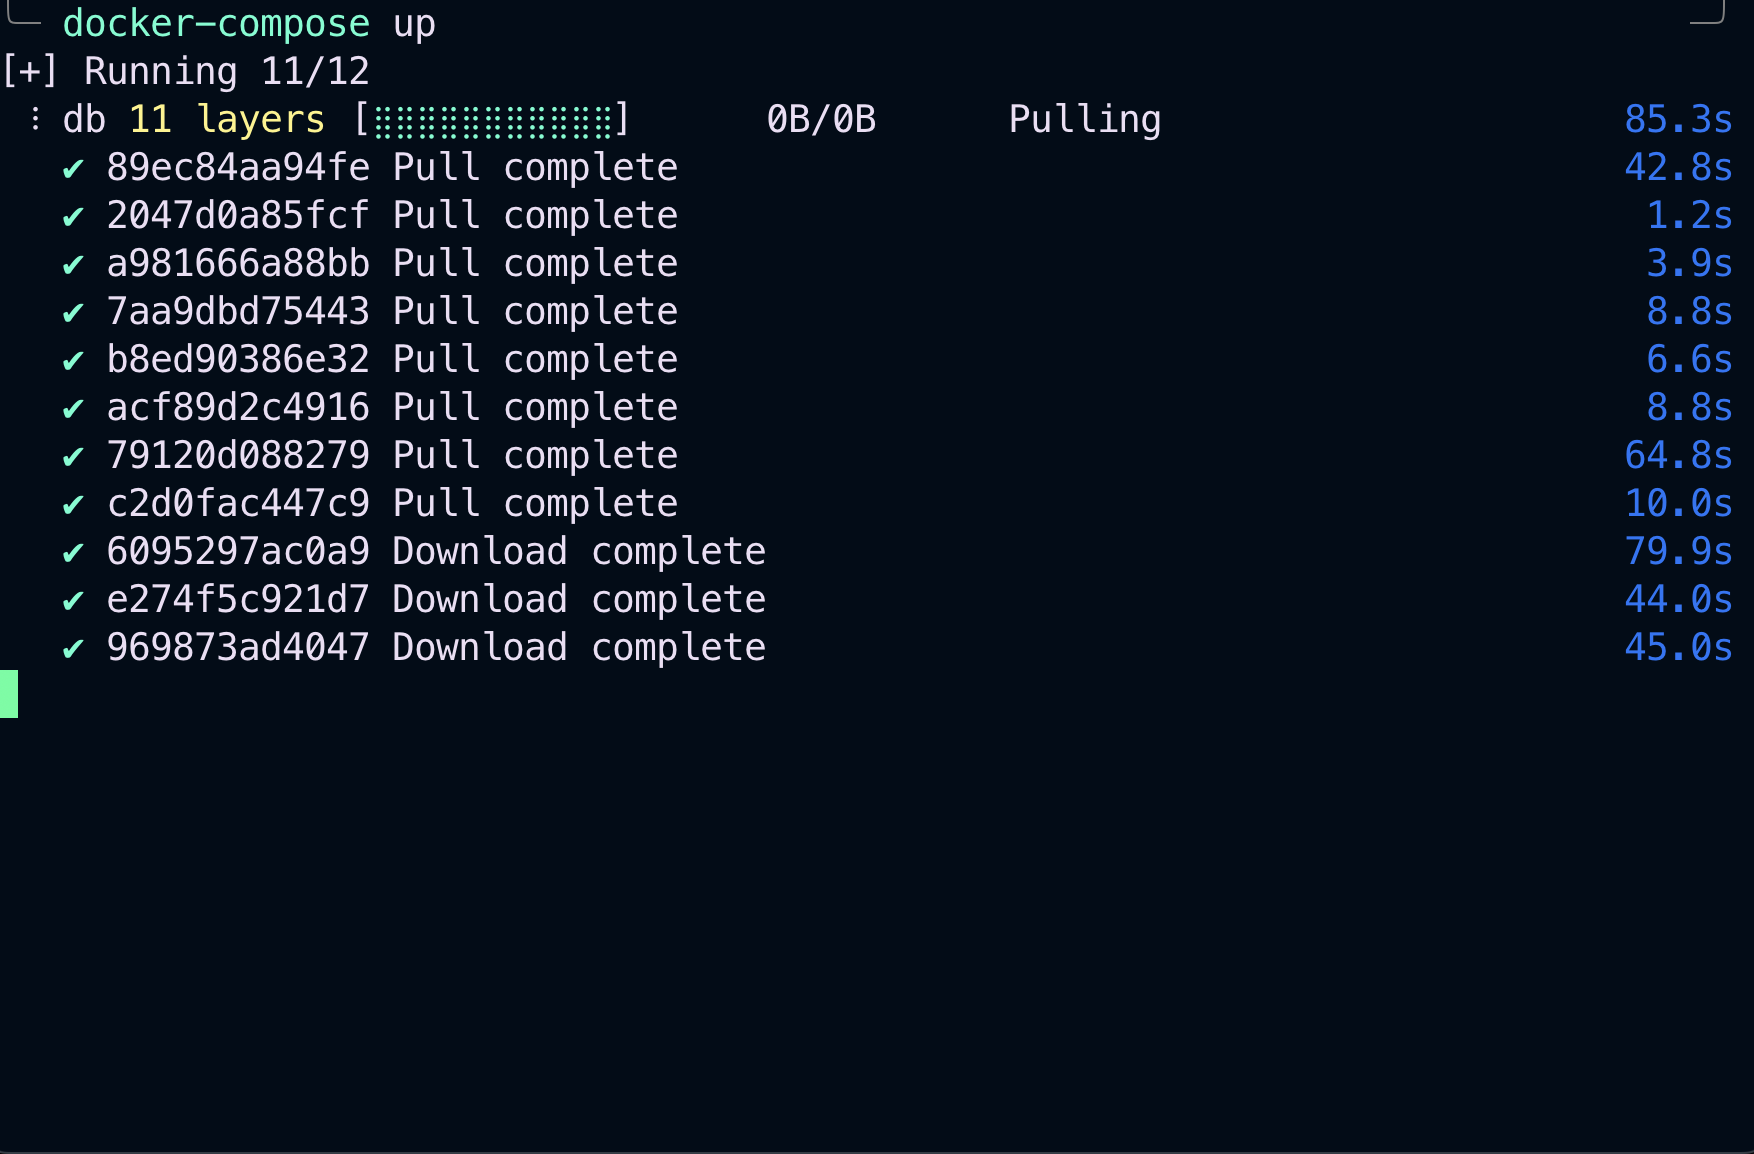 docker-compose up
[+] Running 11/12
⋮ db 11 layers [⣿⣿⣿⣿⣿⣿⣿⣿⣿⣿⣿] 0B/0B Pulling 85.3s
✔ 89ec84aa94fe Pull complete 42.8s
✔ 2047d0a85fcf Pull complete 1.2s
✔ a981666a88bb Pull complete 3.9s
✔ 7aa9dbd75443 Pull complete 8.8s
✔ b8ed90386e32 Pull complete 6.6s
✔ acf89d2c4916 Pull complete 8.8s
✔ 79120d088279 Pull complete 64.8s
✔ c2d0fac447c9 Pull complete 10.0s
✔ 6095297ac0a9 Download complete 79.9s
✔ e274f5c921d7 Download complete 44.0s
✔ 969873ad4047 Download complete 45.0s